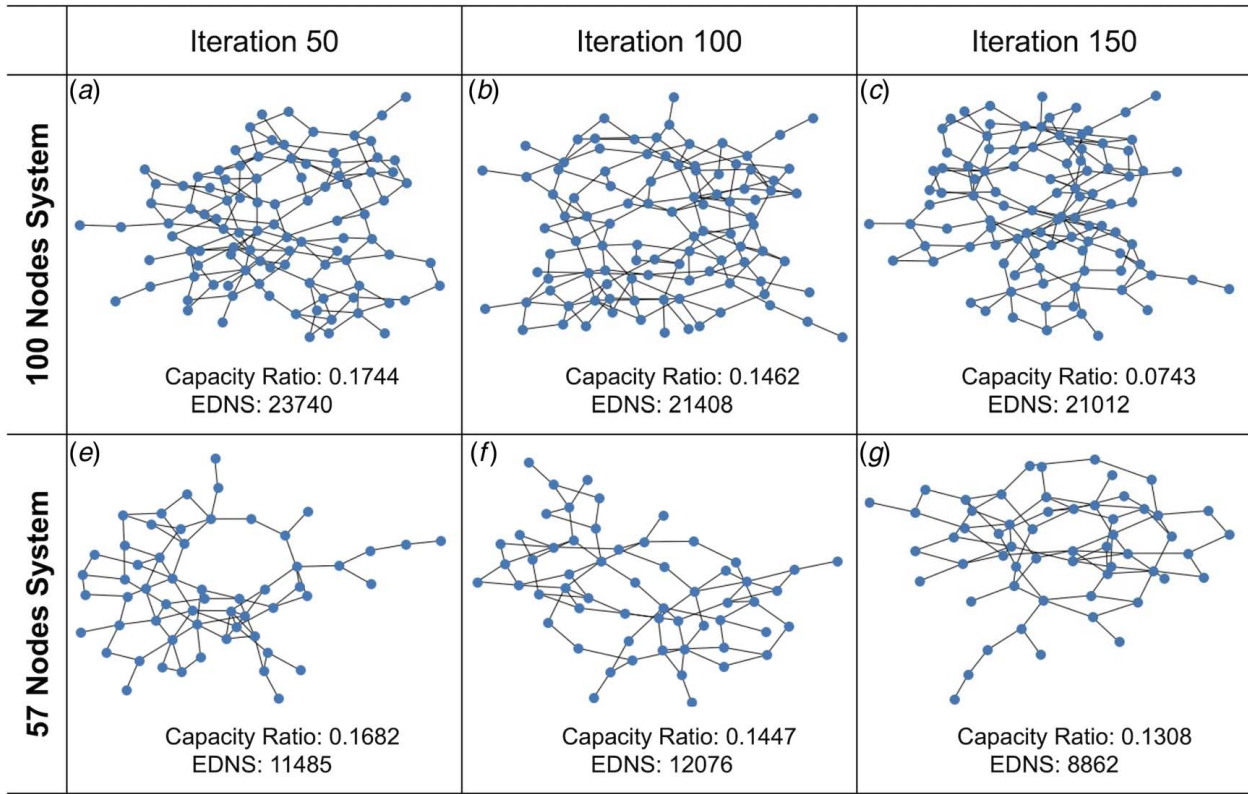 Iteration 50
Iteration 100
Iteration 150
100 Nodes System
(a)
Capacity Ratio: 0.1744
EDNS: 23740
(b)
Capacity Ratio: 0.1462
EDNS: 21408
(c)
Capacity Ratio: 0.0743
EDNS: 21012
57 Nodes System
(e)
Capacity Ratio: 0.1682
EDNS: 11485
(f)
Capacity Ratio: 0.1447
EDNS: 12076
(g)
Capacity Ratio: 0.1308
EDNS: 8862